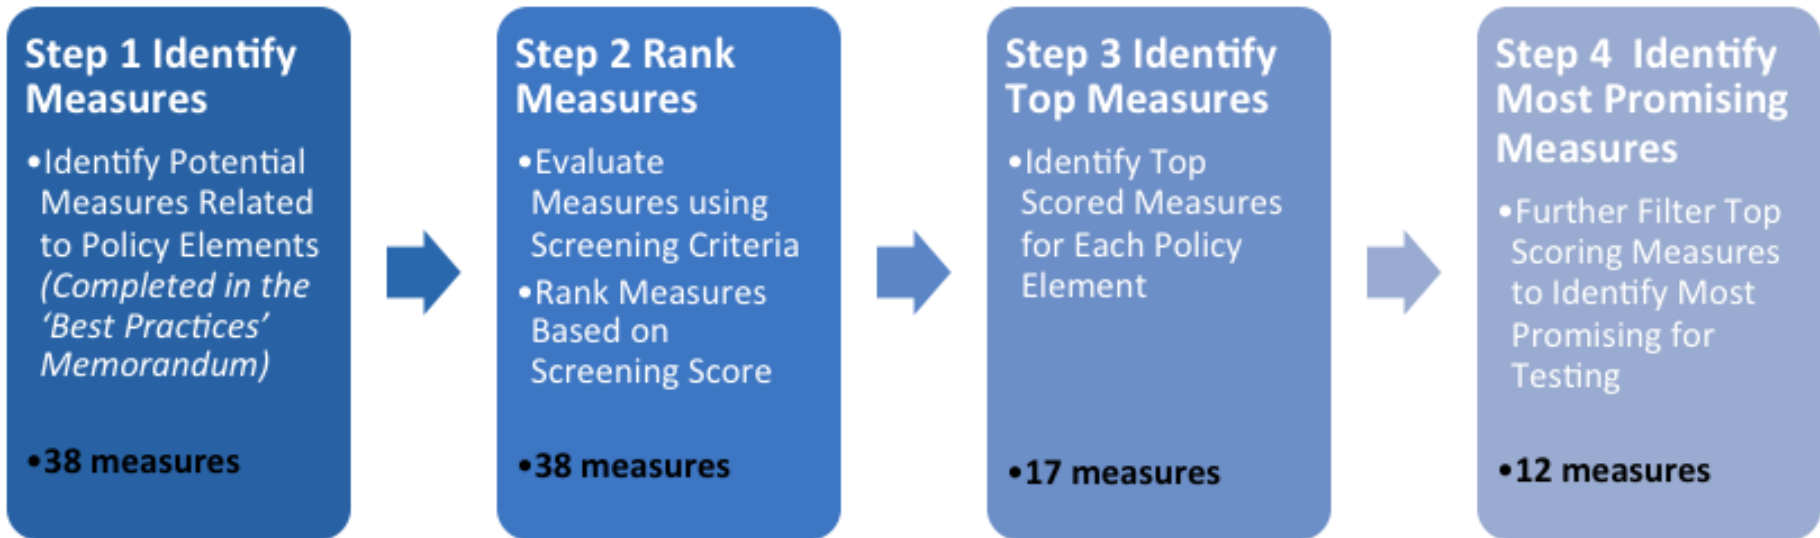 Step 1 Identify
Measures
•Identify Potential
Measures Related
to Policy Elements
(Completed in the
‘Best Practices’
Memorandum)
•38 measures
Step 2 Rank
Measures
•Evaluate
Measures using
Screening Criteria
•Rank Measures
Based on
Screening Score
•38 measures
Step 3 Identify
Top Measures
•Identify Top
Scored Measures
for Each Policy
Element
•17 measures
Step 4  Identify
Most Promising
Measures
•Further Filter Top
Scoring Measures
to Identify Most
Promising for
Testing
•12 measures